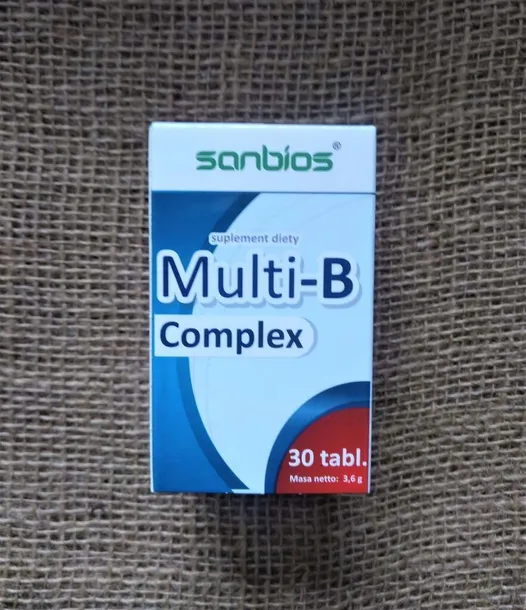 sanbios®
suplement diety
Multi-B
Complex
30 tabl.
Masa netto: 3,6 g